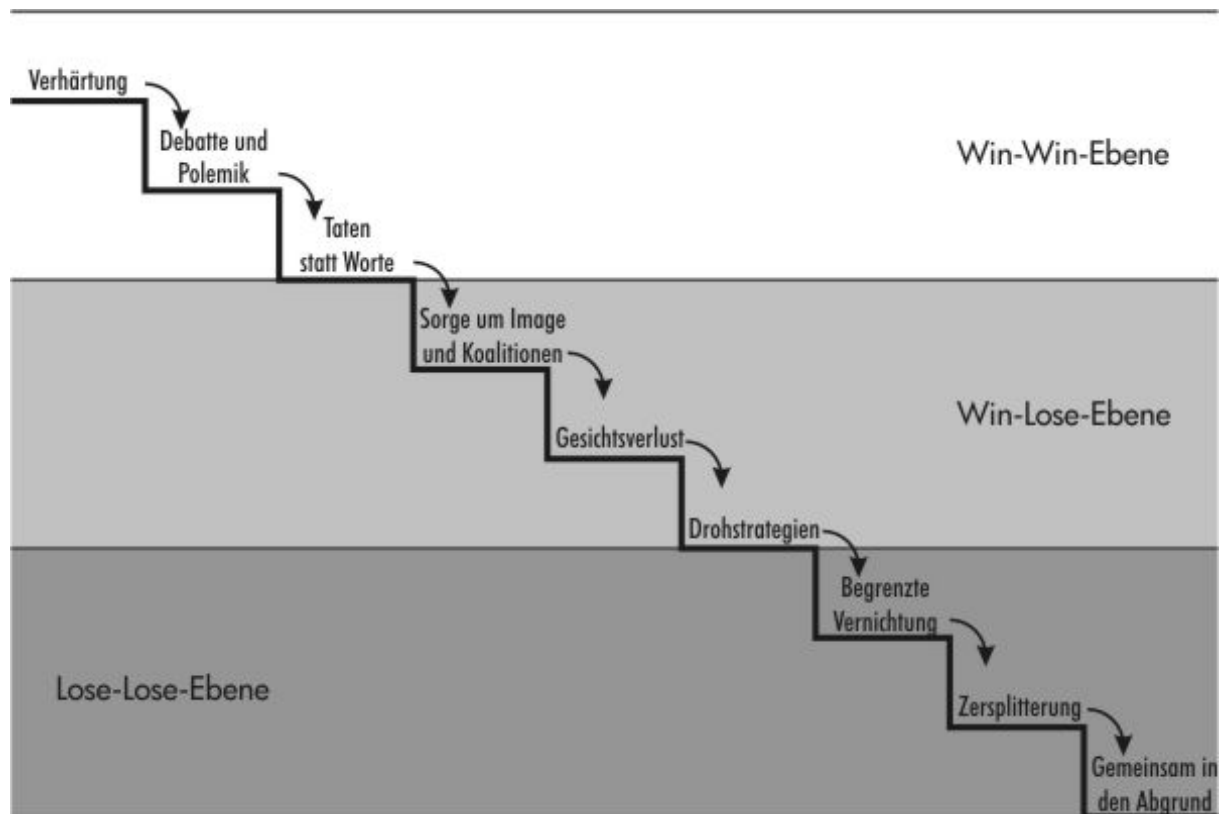 Verhärtung
Debatte und
Polemik
Win-Win-Ebene
Taten
statt Worte
Sorge um Image
und Koalitionen
Win-Lose-Ebene
Gesichtsverlust
Drohstrategien
Begrenzte
Vernichtung
Lose-Lose-Ebene
Zersplitterung
Gemeinsam in
den Abgrund